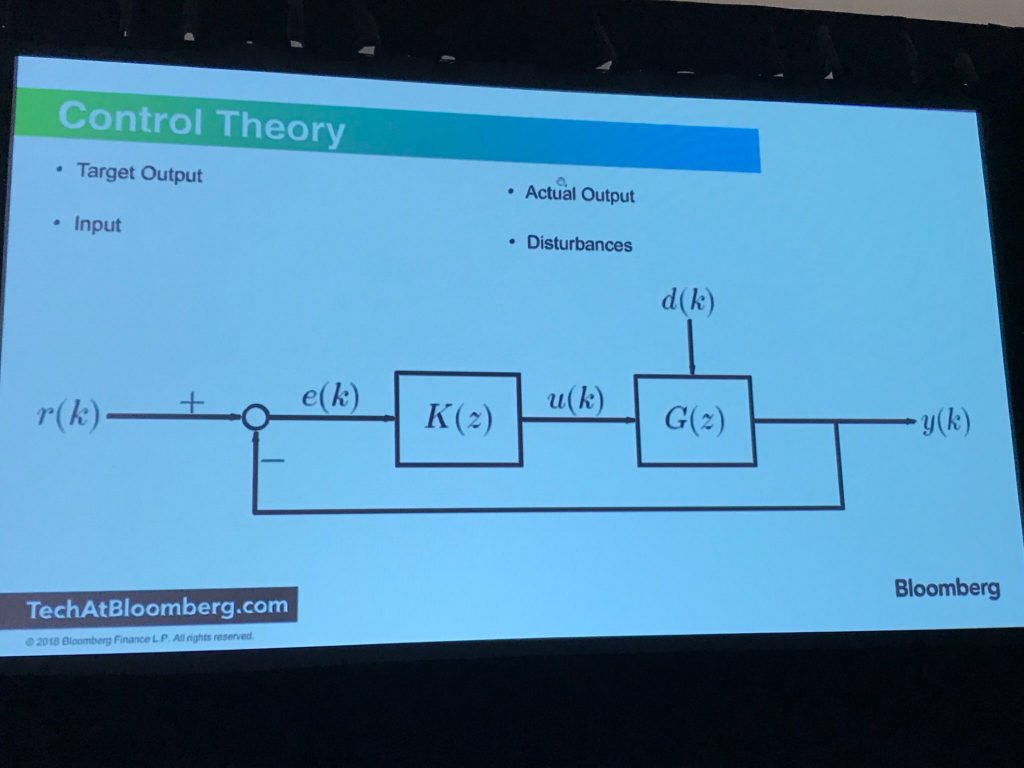 Control Theory
• Target Output
• Input
• Actual Output
• Disturbances
d(k)
r(k) + e(k) K(z) u(k) G(z) y(k)
−
Bloomberg
TechAtBloomberg.com
© 2018 Bloomberg Finance L.P. All rights reserved.